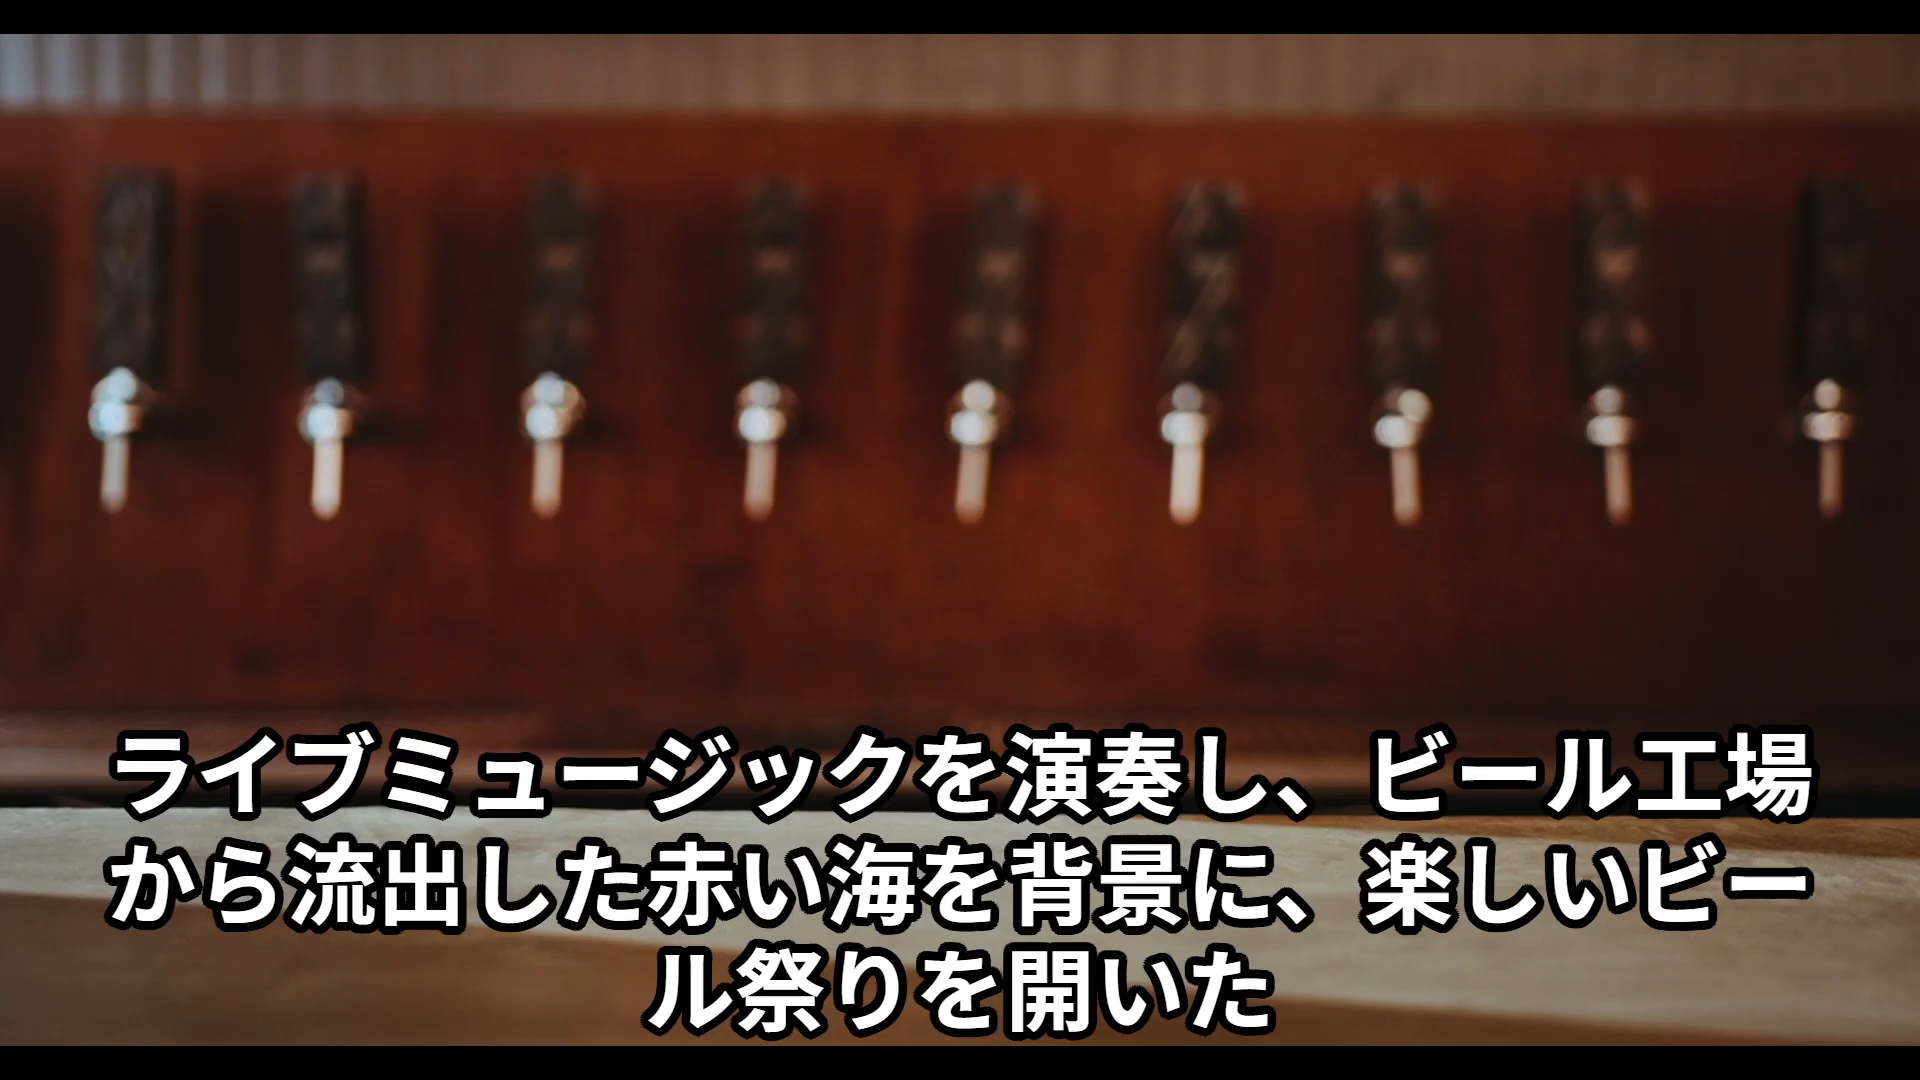 ライブミュージックを演奏し、ビール工場
から流出した赤い海を背景に、楽しいビー
ル祭りを開いた